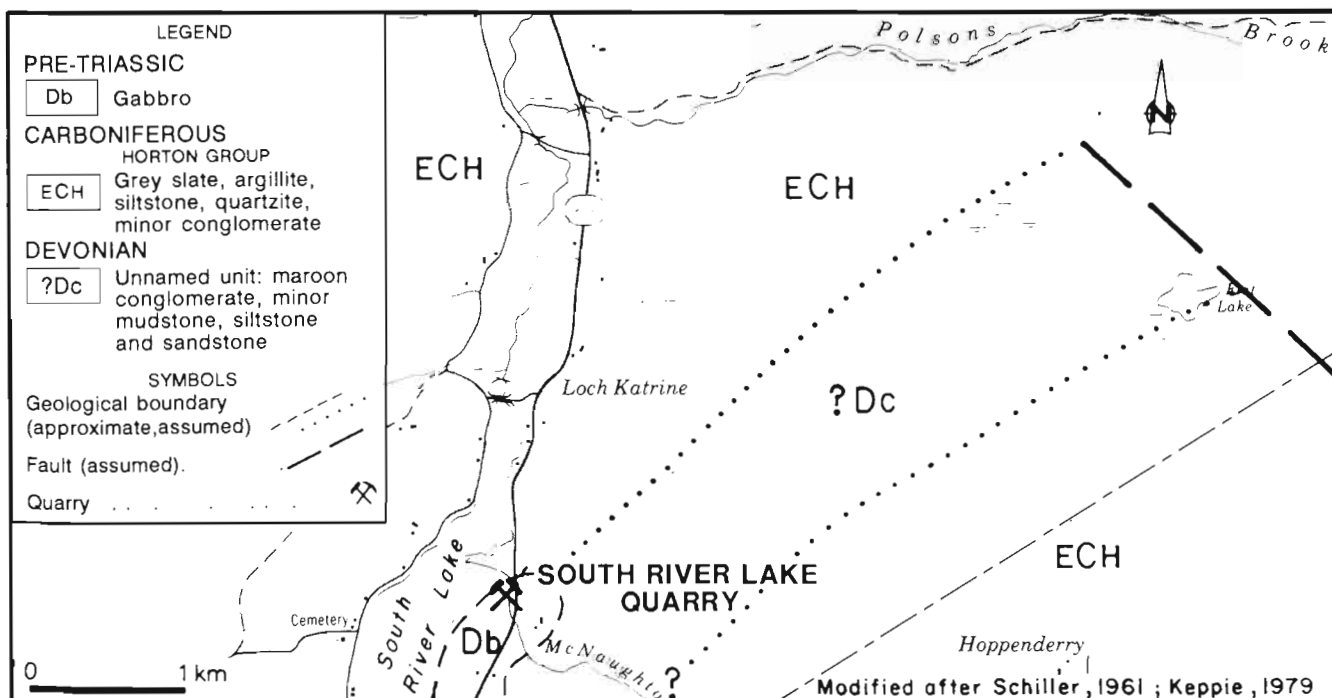 LEGEND
PRE-TRIASSIC
Db Gabbro
CARBONIFEROUS
HORTON GROUP
ECH Grey slate, argillite,
siltstone, quartzite,
minor conglomerate
DEVONIAN
?Dc Unnamed unit: maroon
conglomerate, minor
mudstone, siltstone
and sandstone
SYMBOLS
Geological boundary
(approximate,assumed)
Fault (assumed).
Quarry . . . . . . .
0 1 km
Polsons Brook
N
ECH
ECH
Lake
Loch Katrine
?Dc
ECH
SOUTH RIVER LAKE
QUARRY
South
River Lake
Cemetery
Db
McNaughto
?
Hoppenderry
Modified after Schiller, 1961 ; Keppie, 1979